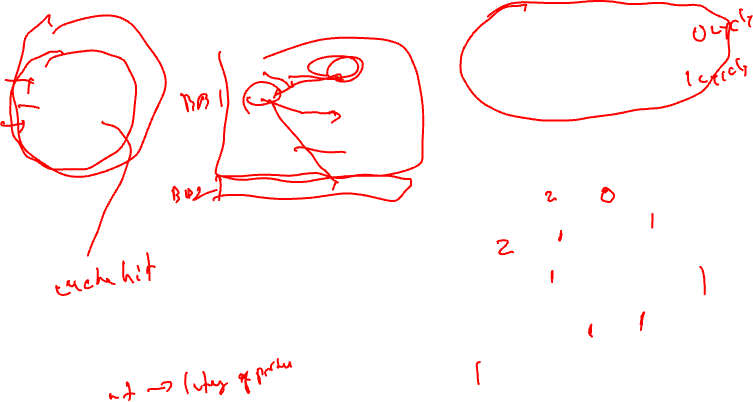 0 cycle
BB1
1 cycle
BB2
2 0
1
2 1
1 1
cache hit
1 1
1